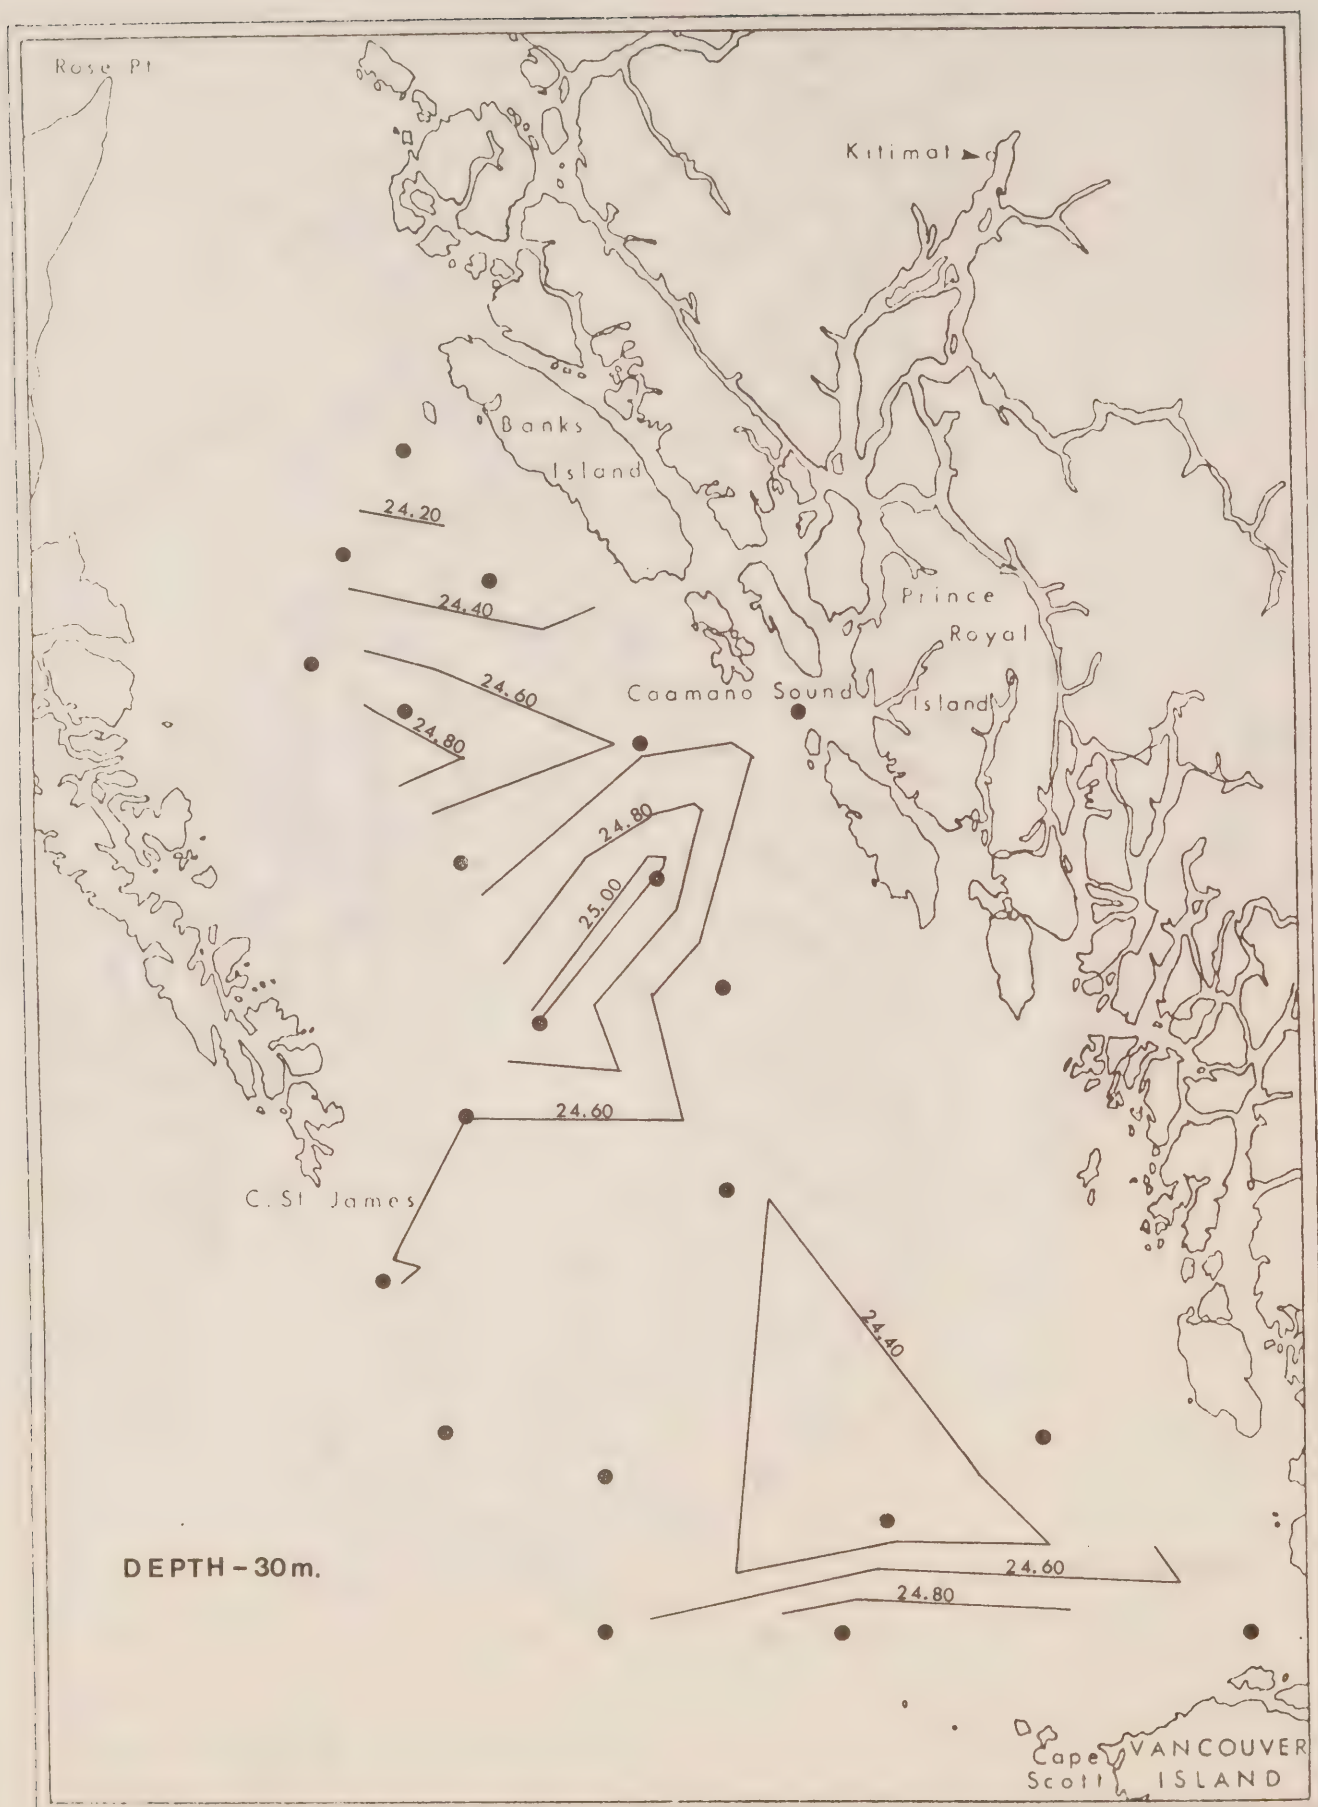 Rose Pt
Kitimat
Banks
Island
24.20
24.40
Prince
Royal
Island
24.60
Caamano Sound
24.80
24.80
25.00
24.60
C. St James
24.40
DEPTH - 30m.
24.60
24.80
Cape
Scott
VANCOUVER
ISLAND